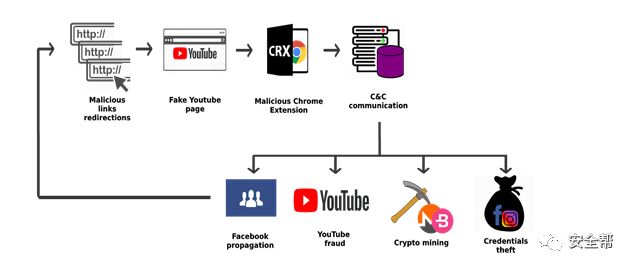 http://
http://
http://
YouTube
CRX
Malicious
links
redirections
Fake Youtube
page
Malicious Chrome
Extension
C&C
communication
YouTube
Facebook
propagation
YouTube
fraud
Crypto mining
Credentials
theft
安全帮